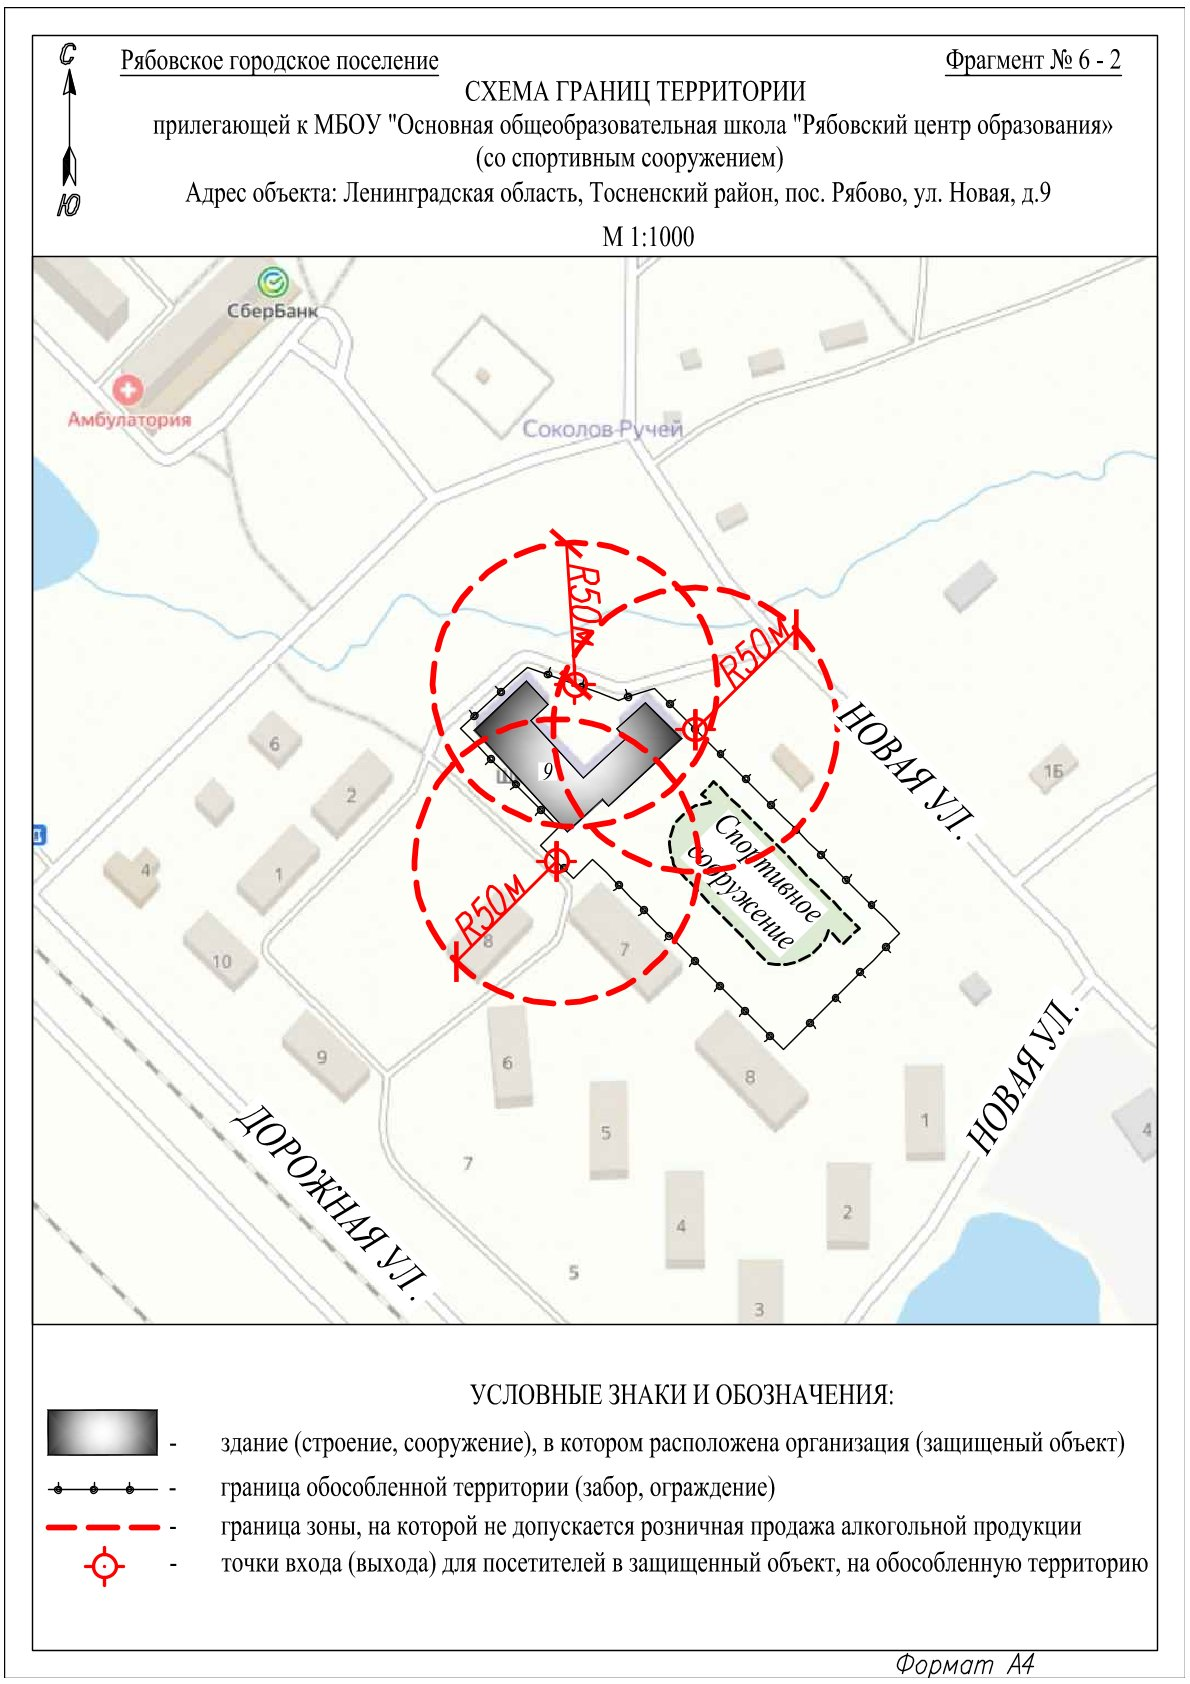 С
Ю
Рябовское городское поселение
Фрагмент № 6 - 2
СХЕМА ГРАНИЦ ТЕРРИТОРИИ
прилегающей к МБОУ "Основная общеобразовательная школа "Рябовский центр образования»
(со спортивным сооружением)
Адрес объекта: Ленинградская область, Тосненский район, пос. Рябово, ул. Новая, д.9
М 1:1000
СберБанк
Амбулатория
Соколов-Ручей
R50м
R50м
НОВАЯ УЛ.
6
9
2
1Б
Спортивное
сооружение
4
1
R50м
8
7
10
9
6
8
НОВАЯ УЛ.
1
5
4
ДОРОЖНАЯ УЛ.
7
2
4
5
3
УСЛОВНЫЕ ЗНАКИ И ОБОЗНАЧЕНИЯ:
- здание (строение, сооружение), в котором расположена организация (защищеный объект)
- граница обособленной территории (забор, ограждение)
- граница зоны, на которой не допускается розничная продажа алкогольной продукции
- точки входа (выхода) для посетителей в защищенный объект, на обособленную территорию
Формат А4